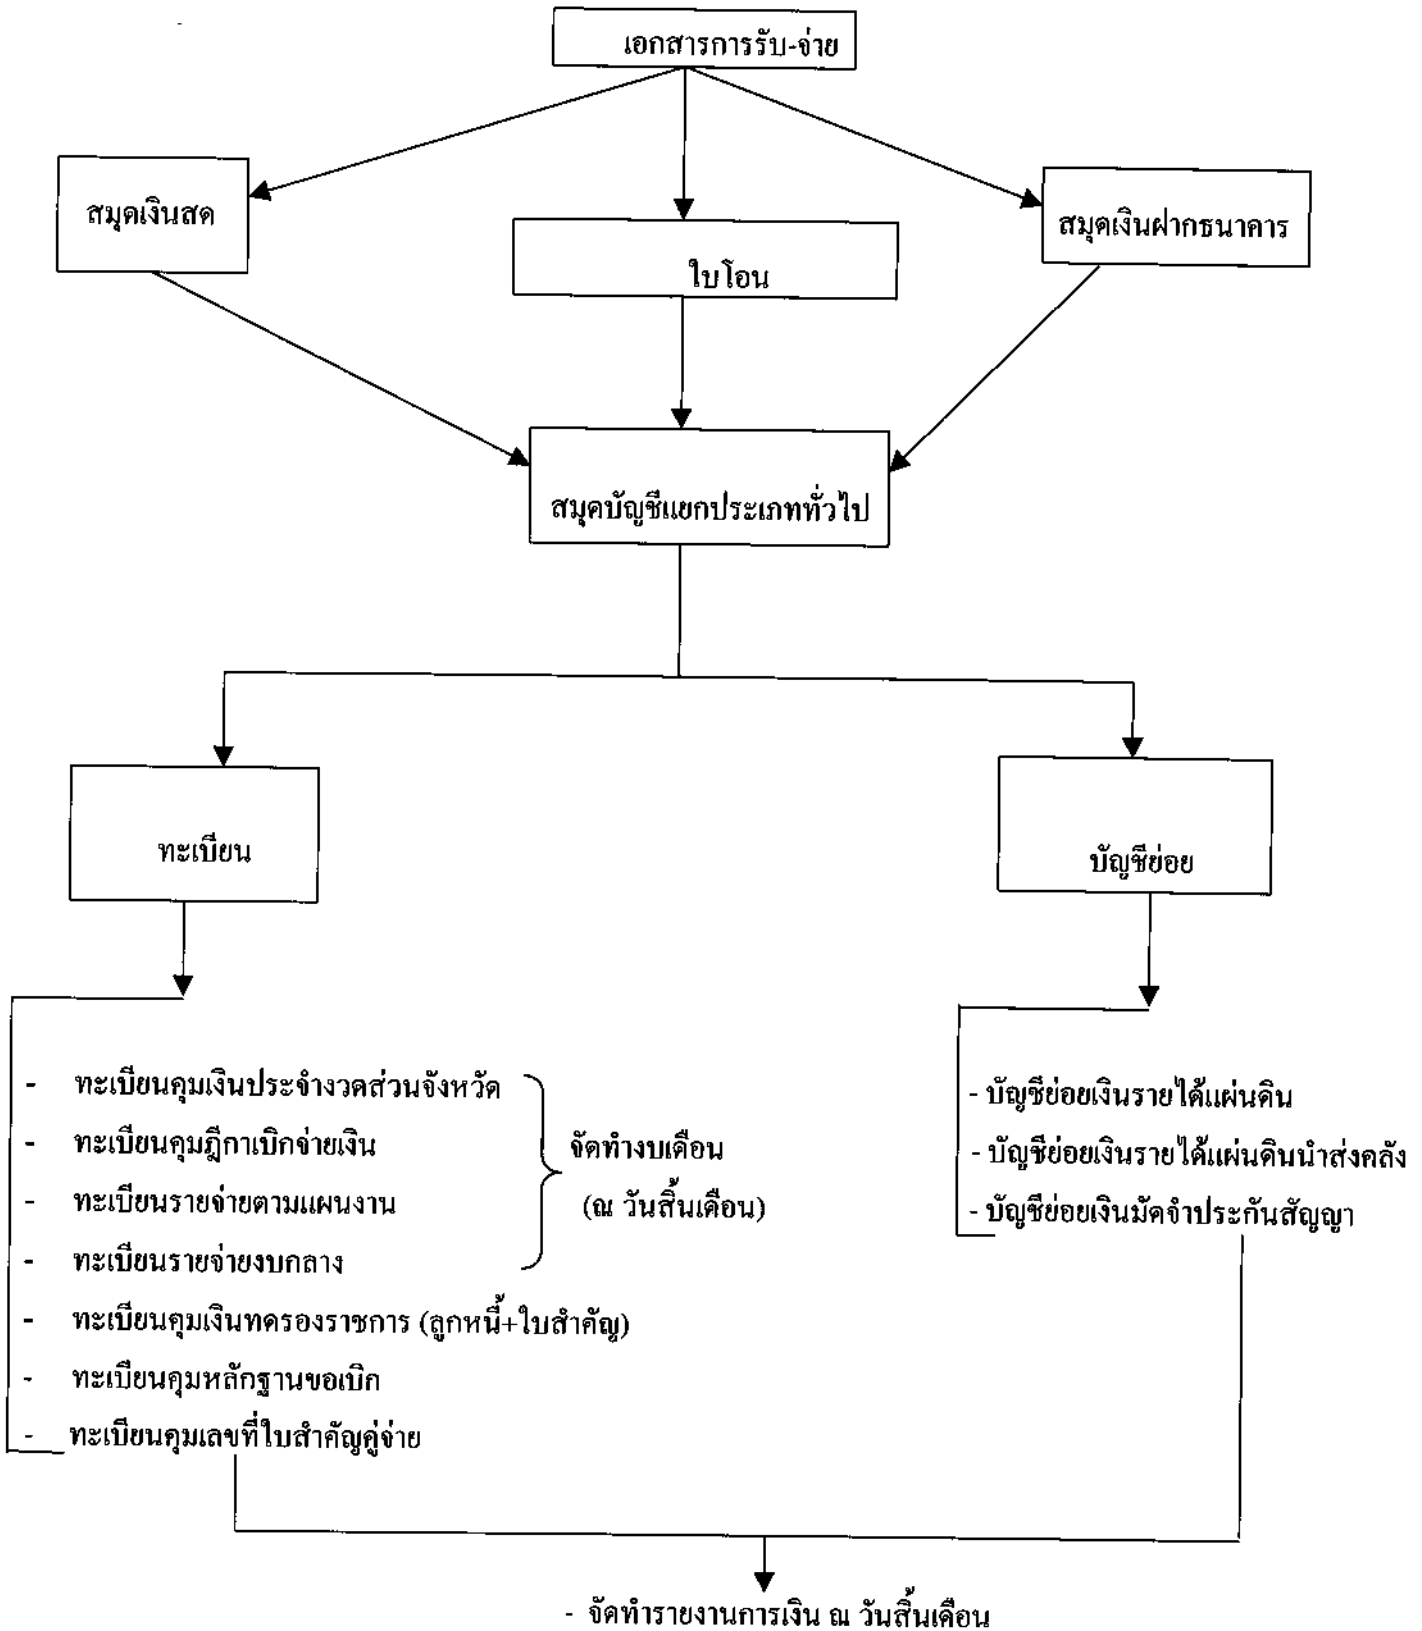 เอกสารการรับ-จ่าย
สมุดเงินสด
ใบโอน
สมุดเงินฝากธนาคาร
สมุดบัญชีแยกประเภททั่วไป
ทะเบียน
บัญชีย่อย
- ทะเบียนคุมเงินประจำงวดส่วนจังหวัด
- ทะเบียนคุมฎีกาเบิกจ่ายเงิน
- ทะเบียนรายจ่ายตามแผนงาน
- ทะเบียนรายจ่ายงบกลาง
- ทะเบียนคุมเงินทดรองราชการ (ลูกหนี้+ใบสำคัญ)
- ทะเบียนคุมหลักฐานขอเบิก
- ทะเบียนคุมเลขที่ใบสำคัญคู่จ่าย
จัดทำงบเดือน
(ณ วันสิ้นเดือน)
- บัญชีย่อยเงินรายได้แผ่นดิน
- บัญชีย่อยเงินรายได้แผ่นดินนำส่งคลัง
- บัญชีย่อยเงินมัดจำประกันสัญญา
- จัดทำรายงานการเงิน ณ วันสิ้นเดือน